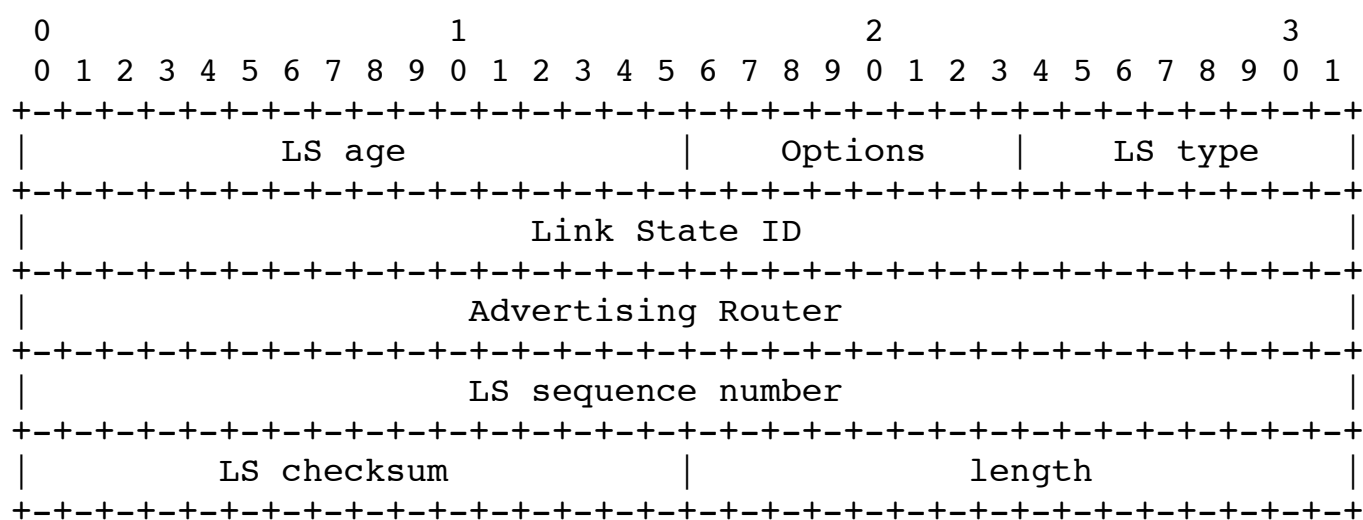 0                   1                   2                   3
 0 1 2 3 4 5 6 7 8 9 0 1 2 3 4 5 6 7 8 9 0 1 2 3 4 5 6 7 8 9 0 1
+-+-+-+-+-+-+-+-+-+-+-+-+-+-+-+-+-+-+-+-+-+-+-+-+-+-+-+-+-+-+-+-+
|            LS age             |    Options    |    LS type    |
+-+-+-+-+-+-+-+-+-+-+-+-+-+-+-+-+-+-+-+-+-+-+-+-+-+-+-+-+-+-+-+-+
|                        Link State ID                          |
+-+-+-+-+-+-+-+-+-+-+-+-+-+-+-+-+-+-+-+-+-+-+-+-+-+-+-+-+-+-+-+-+
|                     Advertising Router                        |
+-+-+-+-+-+-+-+-+-+-+-+-+-+-+-+-+-+-+-+-+-+-+-+-+-+-+-+-+-+-+-+-+
|                     LS sequence number                        |
+-+-+-+-+-+-+-+-+-+-+-+-+-+-+-+-+-+-+-+-+-+-+-+-+-+-+-+-+-+-+-+-+
|         LS checksum           |             length            |
+-+-+-+-+-+-+-+-+-+-+-+-+-+-+-+-+-+-+-+-+-+-+-+-+-+-+-+-+-+-+-+-+